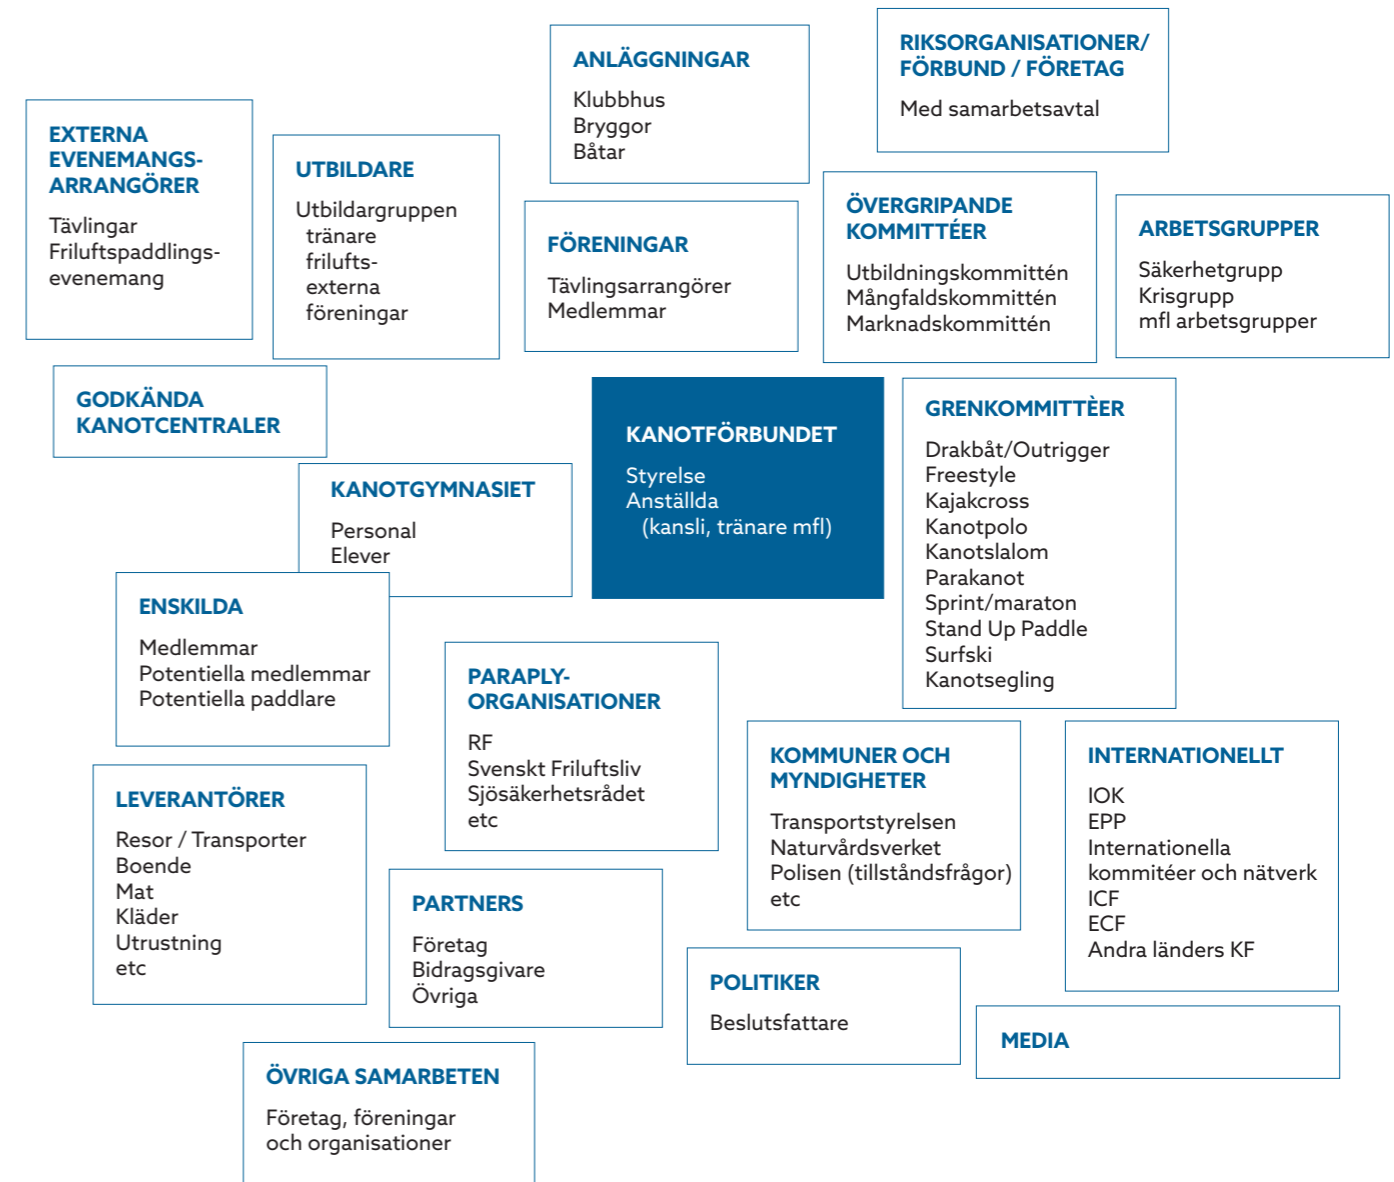 ANLÄGGNINGAR
Klubbhus
Bryggor
Båtar
RIKSORGANISATIONER/
FÖRBUND / FÖRETAG
Med samarbetsavtal
EXTERNA
EVENEMANGS-
ARRANGÖRER
Tävlingar
Friluftspaddlings-
evenemang
UTBILDARE
Utbildargruppen
tränare
frilufts-
externa
föreningar
FÖRENINGAR
Tävlingsarrangörer
Medlemmar
ÖVERGRIPANDE
KOMMITTÉER
Utbildningskommittén
Mångfaldskommittén
Marknadskommittén
ARBETSGRUPPER
Säkerhetgrupp
Krisgrupp
mfl arbetsgrupper
GODKÄNDA
KANOTCENTRALER
KANOTFÖRBUNDET
Styrelse
Anställda
(kansli, tränare mfl)
GRENKOMMITTÈER
Drakbåt/Outrigger
Freestyle
Kajakcross
Kanotpolo
Kanotslalom
Parakanot
Sprint/maraton
Stand Up Paddle
Surfski
Kanotsegling
KANOTGYMNASIET
Personal
Elever
ENSKILDA
Medlemmar
Potentiella medlemmar
Potentiella paddlare
PARAPLY-
ORGANISATIONER
RF
Svenskt Friluftsliv
Sjösäkerhetsrådet
etc
KOMMUNER OCH
MYNDIGHETER
Transportstyrelsen
Naturvårdsverket
Polisen (tillståndsfrågor)
etc
INTERNATIONELLT
IOK
EPP
Internationella
kommitéer och nätverk
ICF
ECF
Andra länders KF
LEVERANTÖRER
Resor / Transporter
Boende
Mat
Kläder
Utrustning
etc
PARTNERS
Företag
Bidragsgivare
Övriga
POLITIKER
Beslutsfattare
MEDIA
ÖVRIGA SAMARBETEN
Företag, föreningar
och organisationer